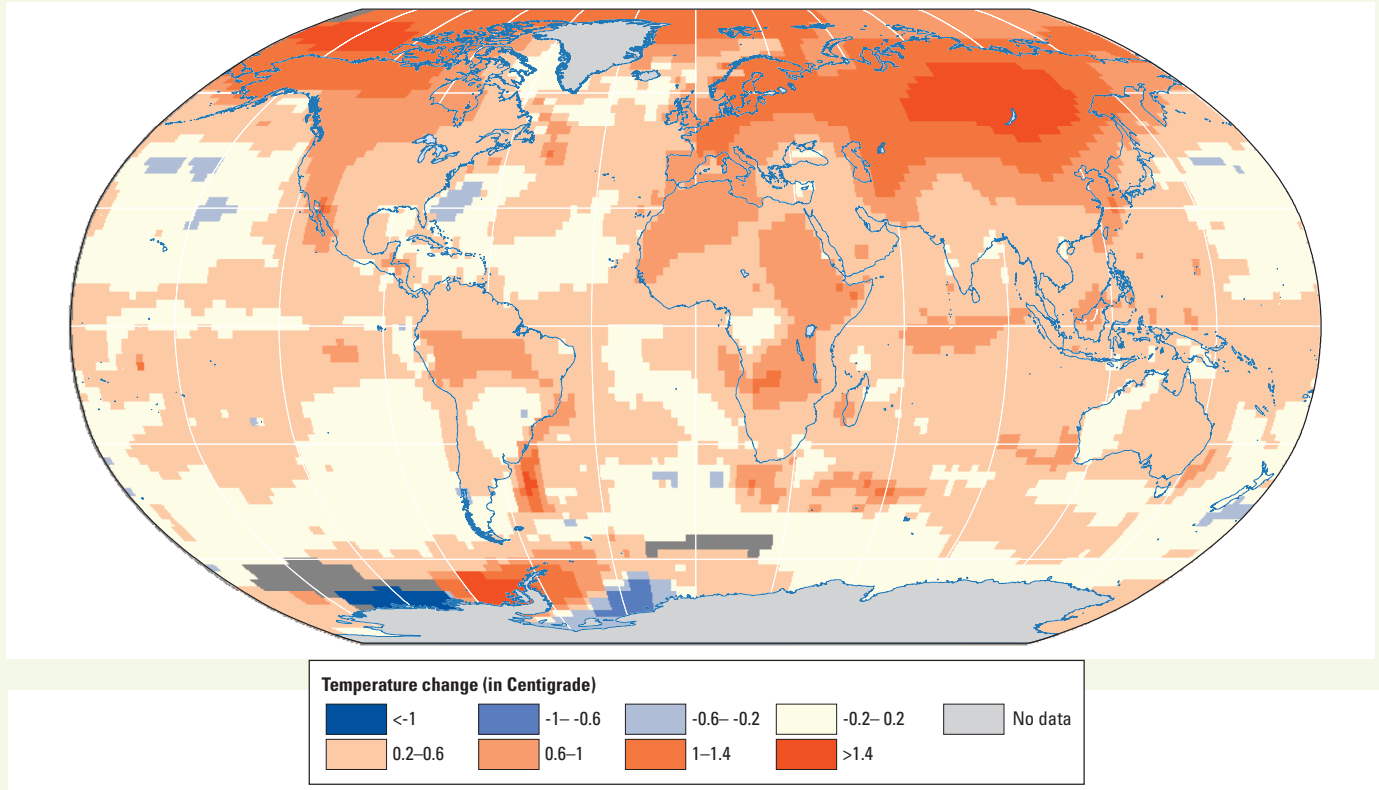 Temperature change (in Centigrade)
<-1 -1– -0.6 -0.6– -0.2 -0.2– 0.2 No data
0.2–0.6 0.6–1 1–1.4 >1.4